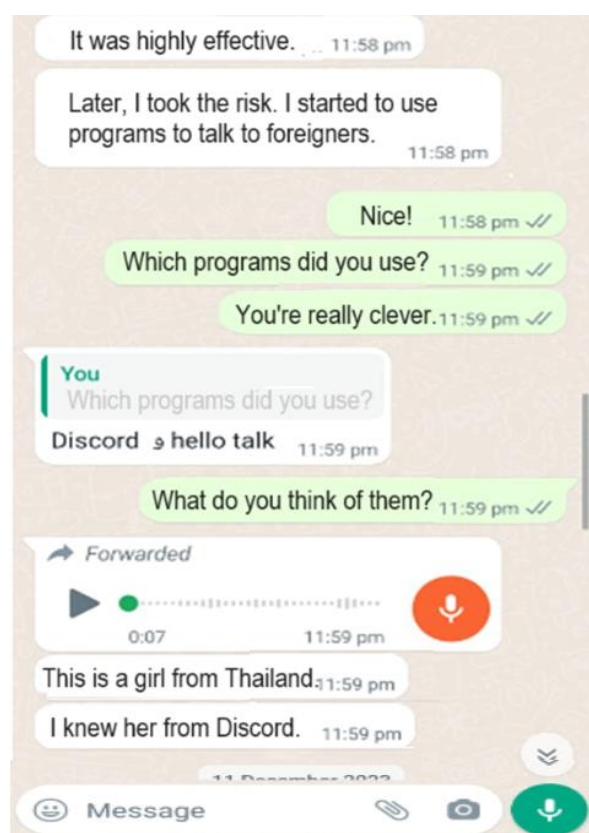 It was highly effective. 11:58 pm
Later, I took the risk. I started to use
programs to talk to foreigners.
11:58 pm
Nice! 11:58 pm
Which programs did you use? 11:59 pm
You're really clever. 11:59 pm
You
Which programs did you use?
Discord و hello talk 11:59 pm
What do you think of them? 11:59 pm
Forwarded
0:07 11:59 pm
This is a girl from Thailand. 11:59 pm
I knew her from Discord. 11:59 pm
11 December 2023
Message